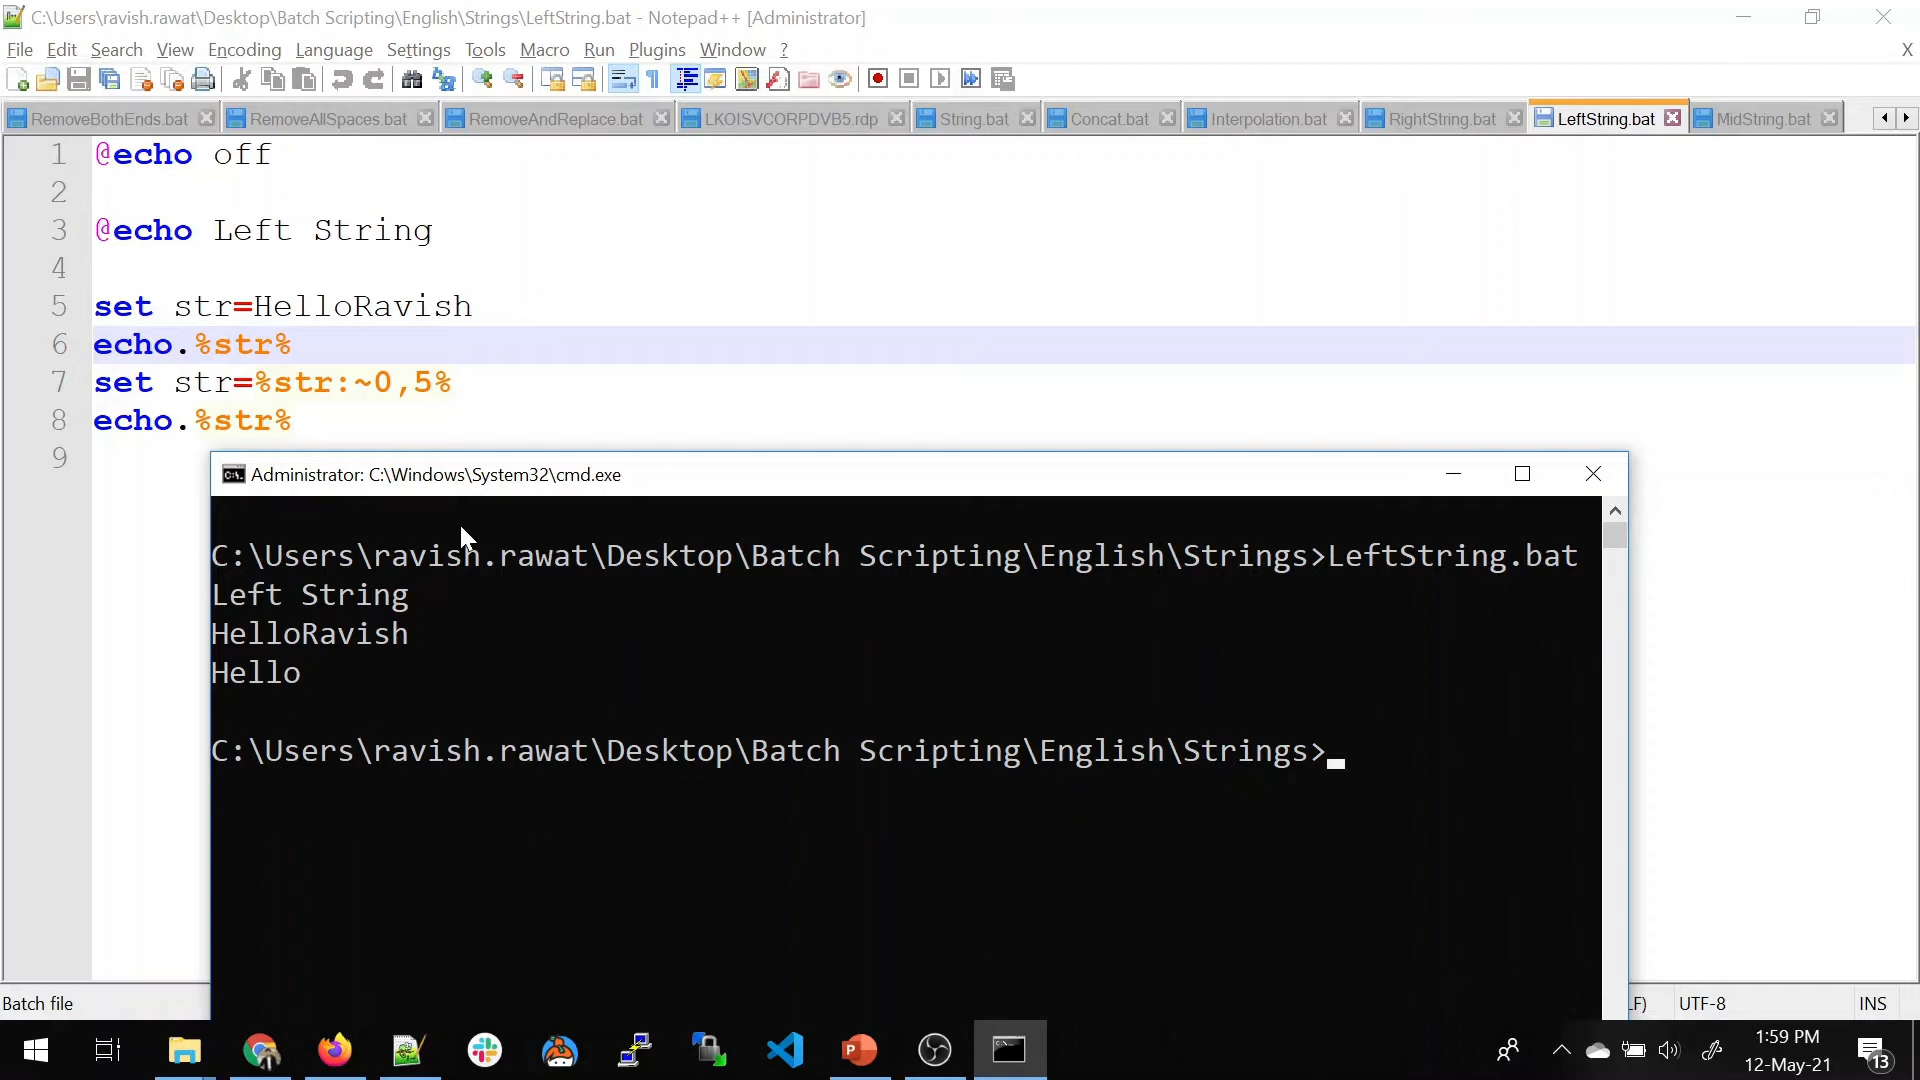 C:\Users\ravish.rawat\Desktop\Batch Scripting\English\Strings\LeftString.bat - Notepad++ [Administrator]
File Edit Search View Encoding Language Settings Tools Macro Run Plugins Window ? X
RemoveBothEnds.bat RemoveAllSpaces.bat RemoveAndReplace.bat LKOISVCORPDVB5.rdp String.bat Concat.bat Interpolation.bat RightString.bat LeftString.bat MidString.bat
1 @echo off
2
3 @echo Left String
4
5 set str=HelloRavish
6 echo.%str%
7 set str=%str:~0,5%
8 echo.%str%
9
Administrator: C:\Windows\System32\cmd.exe
C:\Users\ravish.rawat\Desktop\Batch Scripting\English\Strings>LeftString.bat
Left String
HelloRavish
Hello
C:\Users\ravish.rawat\Desktop\Batch Scripting\English\Strings>
Batch file LF) UTF-8 INS
1:59 PM
12-May-21
13